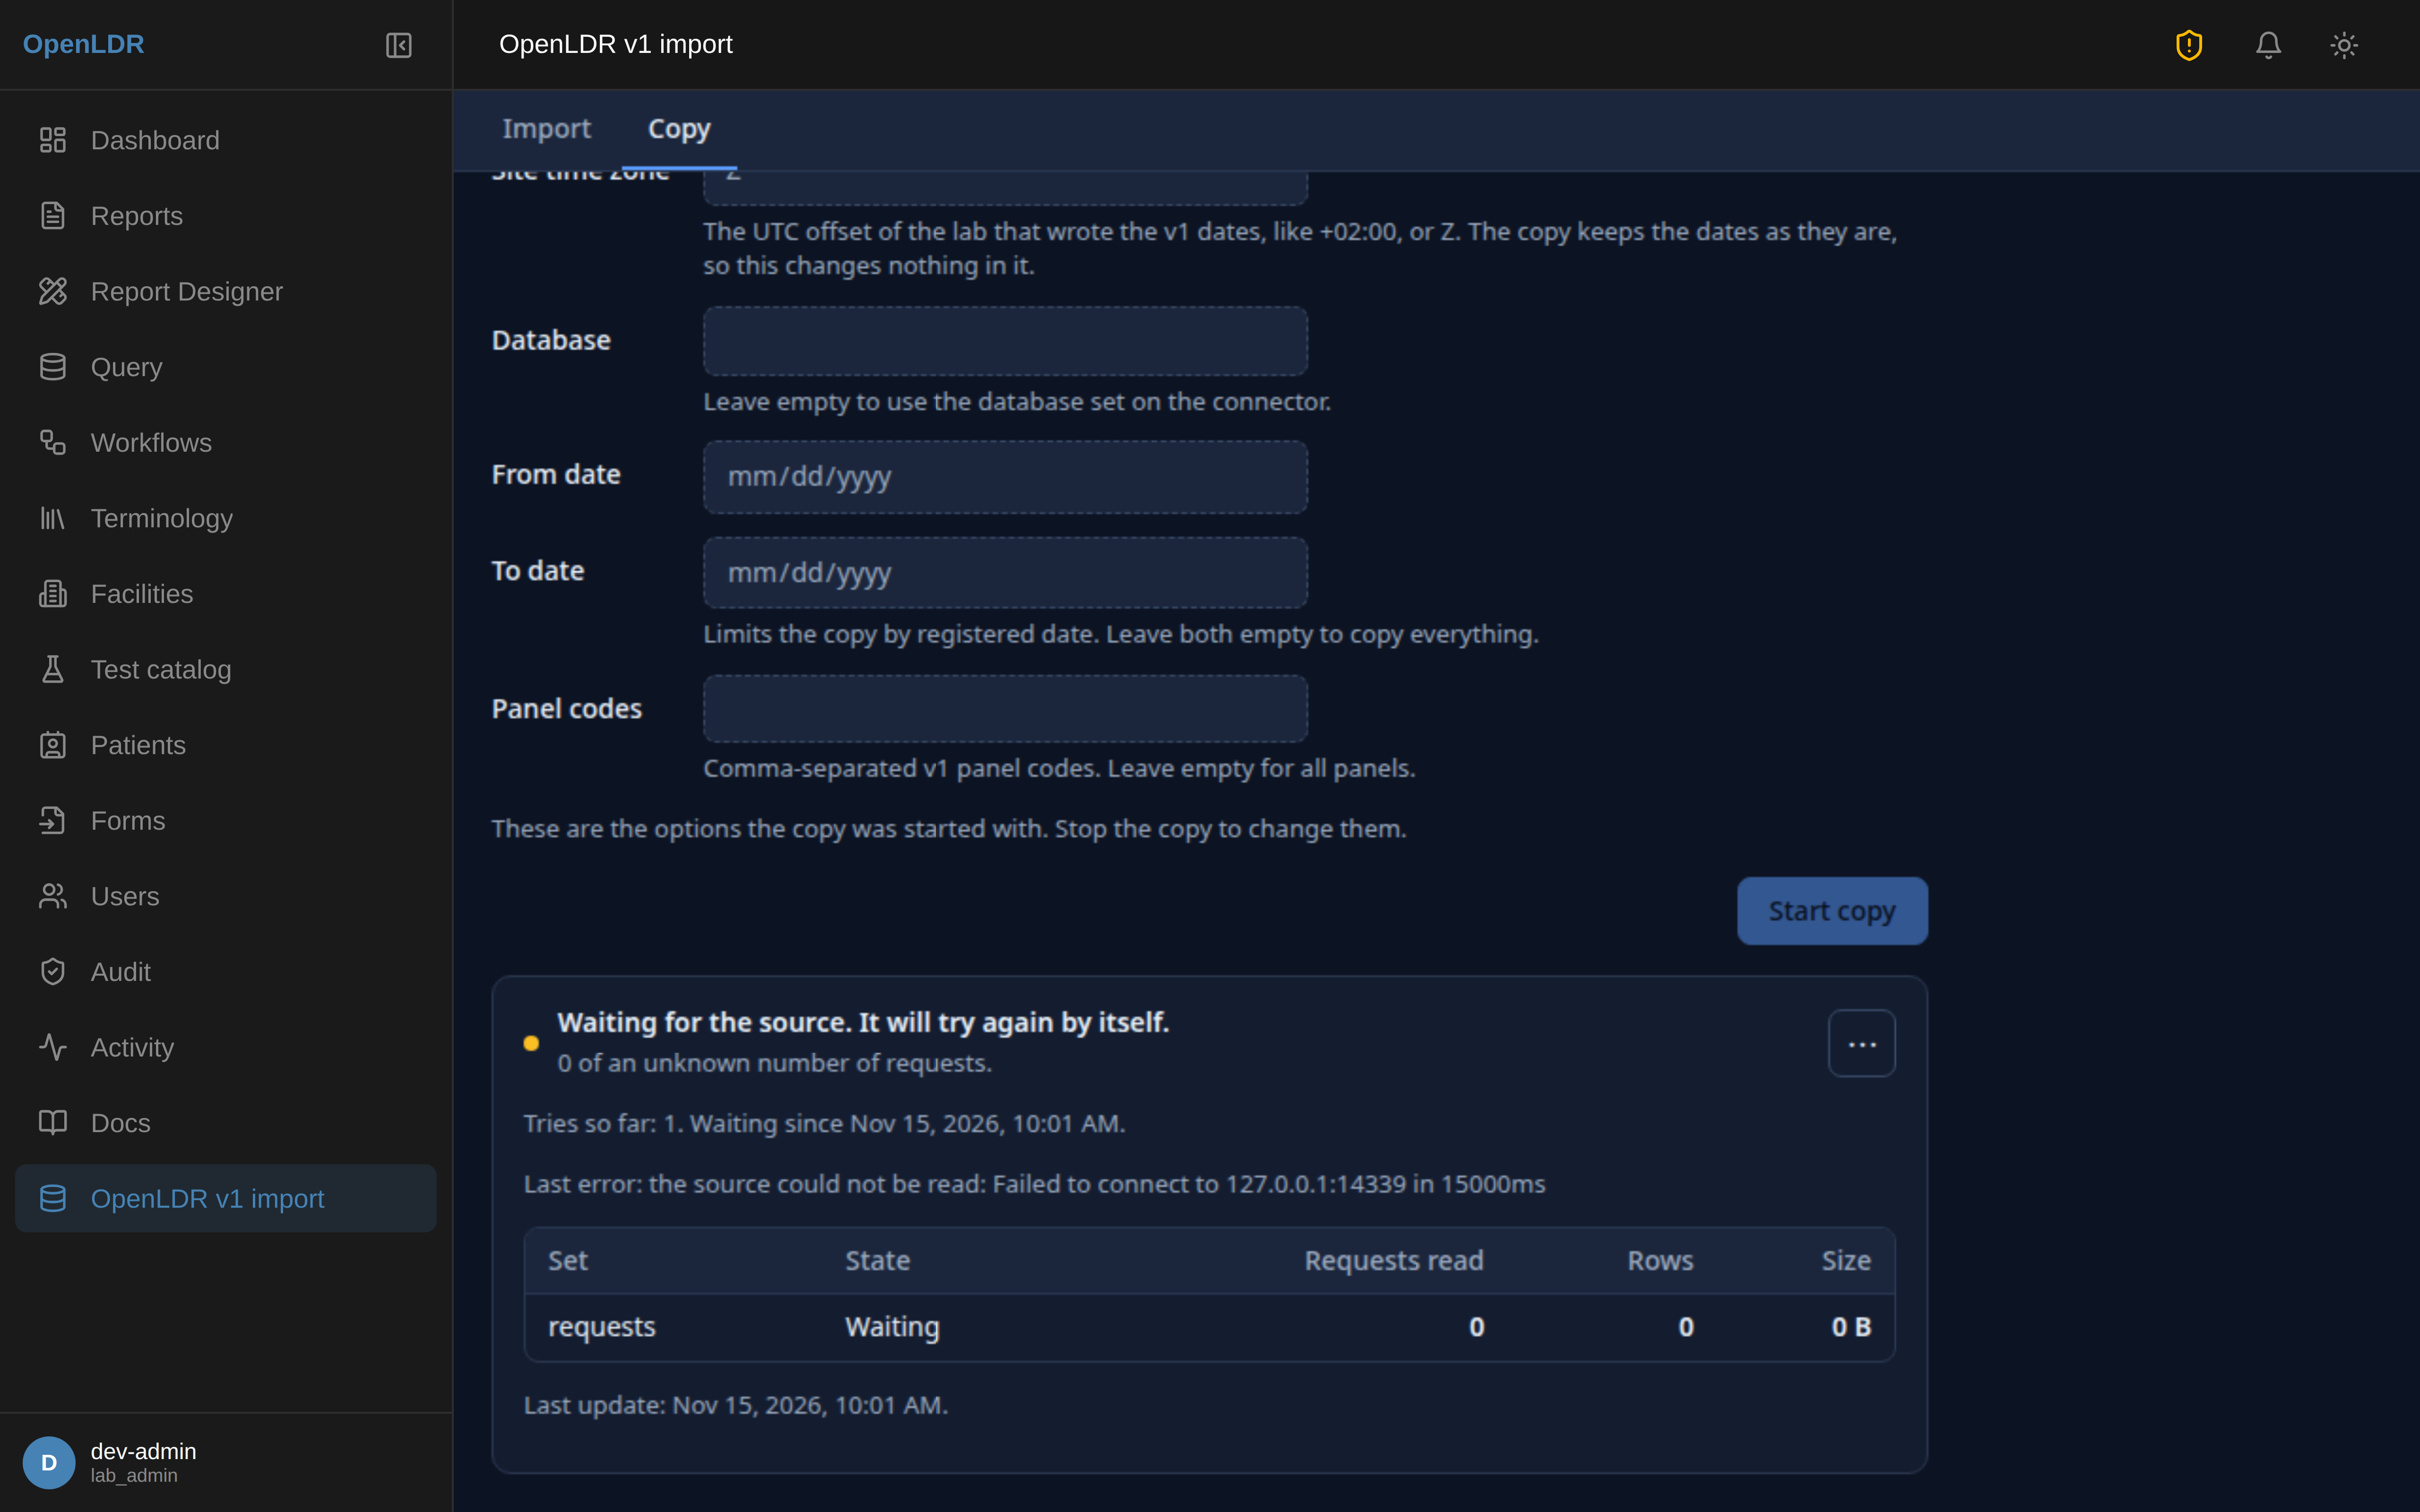 OpenLDR
OpenLDR v1 import
Dashboard
Reports
Report Designer
Query
Workflows
Terminology
Facilities
Test catalog
Patients
Forms
Users
Audit
Activity
Docs
OpenLDR v1 import
D
dev-admin
lab_admin
Import
Copy
Site time zone
Z
The UTC offset of the lab that wrote the v1 dates, like +02:00, or Z. The copy keeps the dates as they are,
so this changes nothing in it.
Database
Leave empty to use the database set on the connector.
From date
mm/dd/yyyy
To date
mm/dd/yyyy
Limits the copy by registered date. Leave both empty to copy everything.
Panel codes
Comma-separated v1 panel codes. Leave empty for all panels.
These are the options the copy was started with. Stop the copy to change them.
Start copy
Waiting for the source. It will try again by itself.
0 of an unknown number of requests.
Tries so far: 1. Waiting since Nov 15, 2026, 10:01 AM.
Last error: the source could not be read: Failed to connect to 127.0.0.1:14339 in 15000ms
Set State Requests read Rows Size
requests Waiting 0 0 0 B
Last update: Nov 15, 2026, 10:01 AM.